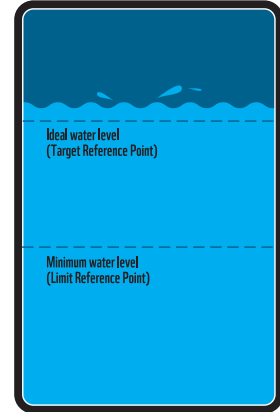 Ideal water level
(Target Reference Point)
Minimum water level
(Limit Reference Point)